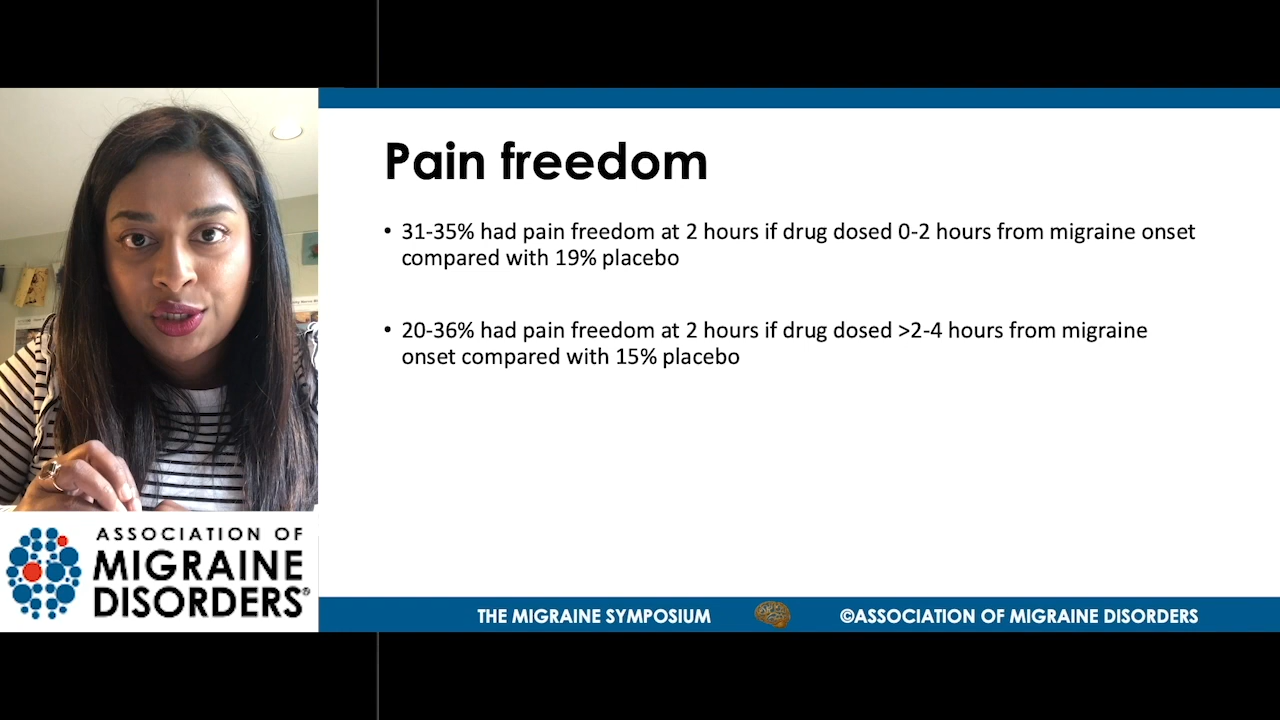 Pain freedom
• 31-35% had pain freedom at 2 hours if drug dosed 0-2 hours from migraine onset
compared with 19% placebo
• 20-36% had pain freedom at 2 hours if drug dosed >2-4 hours from migraine
onset compared with 15% placebo
ASSOCIATION OF
MIGRAINE
DISORDERS®
THE MIGRAINE SYMPOSIUM
©ASSOCIATION OF MIGRAINE DISORDERS